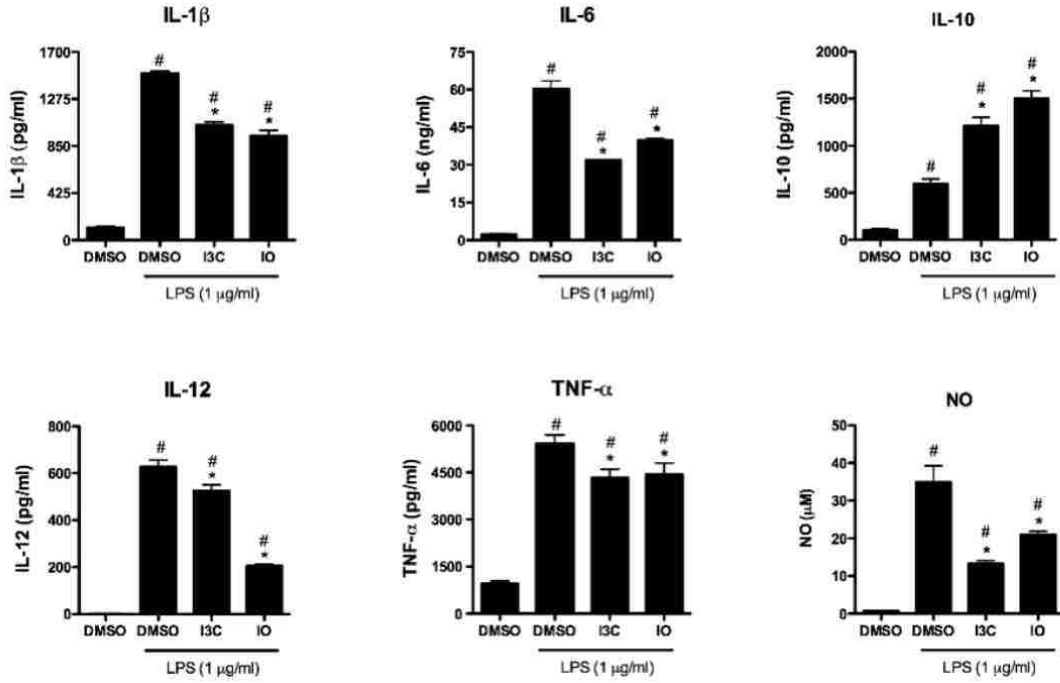 IL-1β
IL-1β (pg/ml)
1700
1275
850
425
0
#
#
*
#
*
DMSO DMSO I3C IO
LPS (1 μg/ml)
IL-6
IL-6 (ng/ml)
75
60
45
30
15
0
#
#
*
#
*
DMSO DMSO I3C IO
LPS (1 μg/ml)
IL-10
IL-10 (pg/ml)
2000
1500
1000
500
0
#
#
*
#
*
DMSO DMSO I3C IO
LPS (1 μg/ml)
IL-12
IL-12 (pg/ml)
800
600
400
200
0
#
#
*
#
*
DMSO DMSO I3C IO
LPS (1 μg/ml)
TNF-α
TNF-α (pg/ml)
6000
4500
3000
1500
0
#
#
*
#
*
DMSO DMSO I3C IO
LPS (1 μg/ml)
NO
NO (μM)
50
40
30
20
10
0
#
#
*
#
*
DMSO DMSO I3C IO
LPS (1 μg/ml)